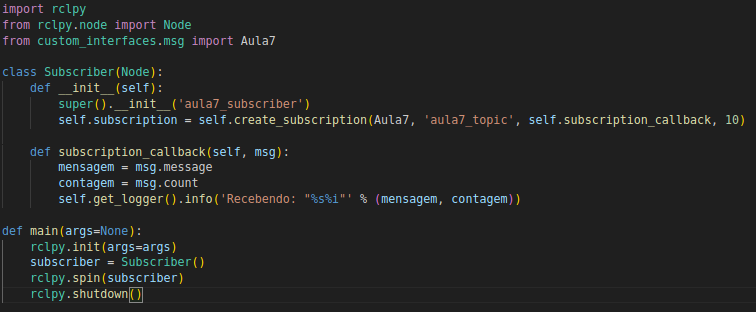 import rclpy
from rclpy.node import Node
from custom_interfaces.msg import Aula7

class Subscriber(Node):
    def __init__(self):
        super().__init__('aula7_subscriber')
        self.subscription = self.create_subscription(Aula7, 'aula7_topic', self.subscription_callback, 10)

    def subscription_callback(self, msg):
        mensagem = msg.message
        contagem = msg.count
        self.get_logger().info('Recebendo: "%s%i"' % (mensagem, contagem))

def main(args=None):
    rclpy.init(args=args)
    subscriber = Subscriber()
    rclpy.spin(subscriber)
    rclpy.shutdown()